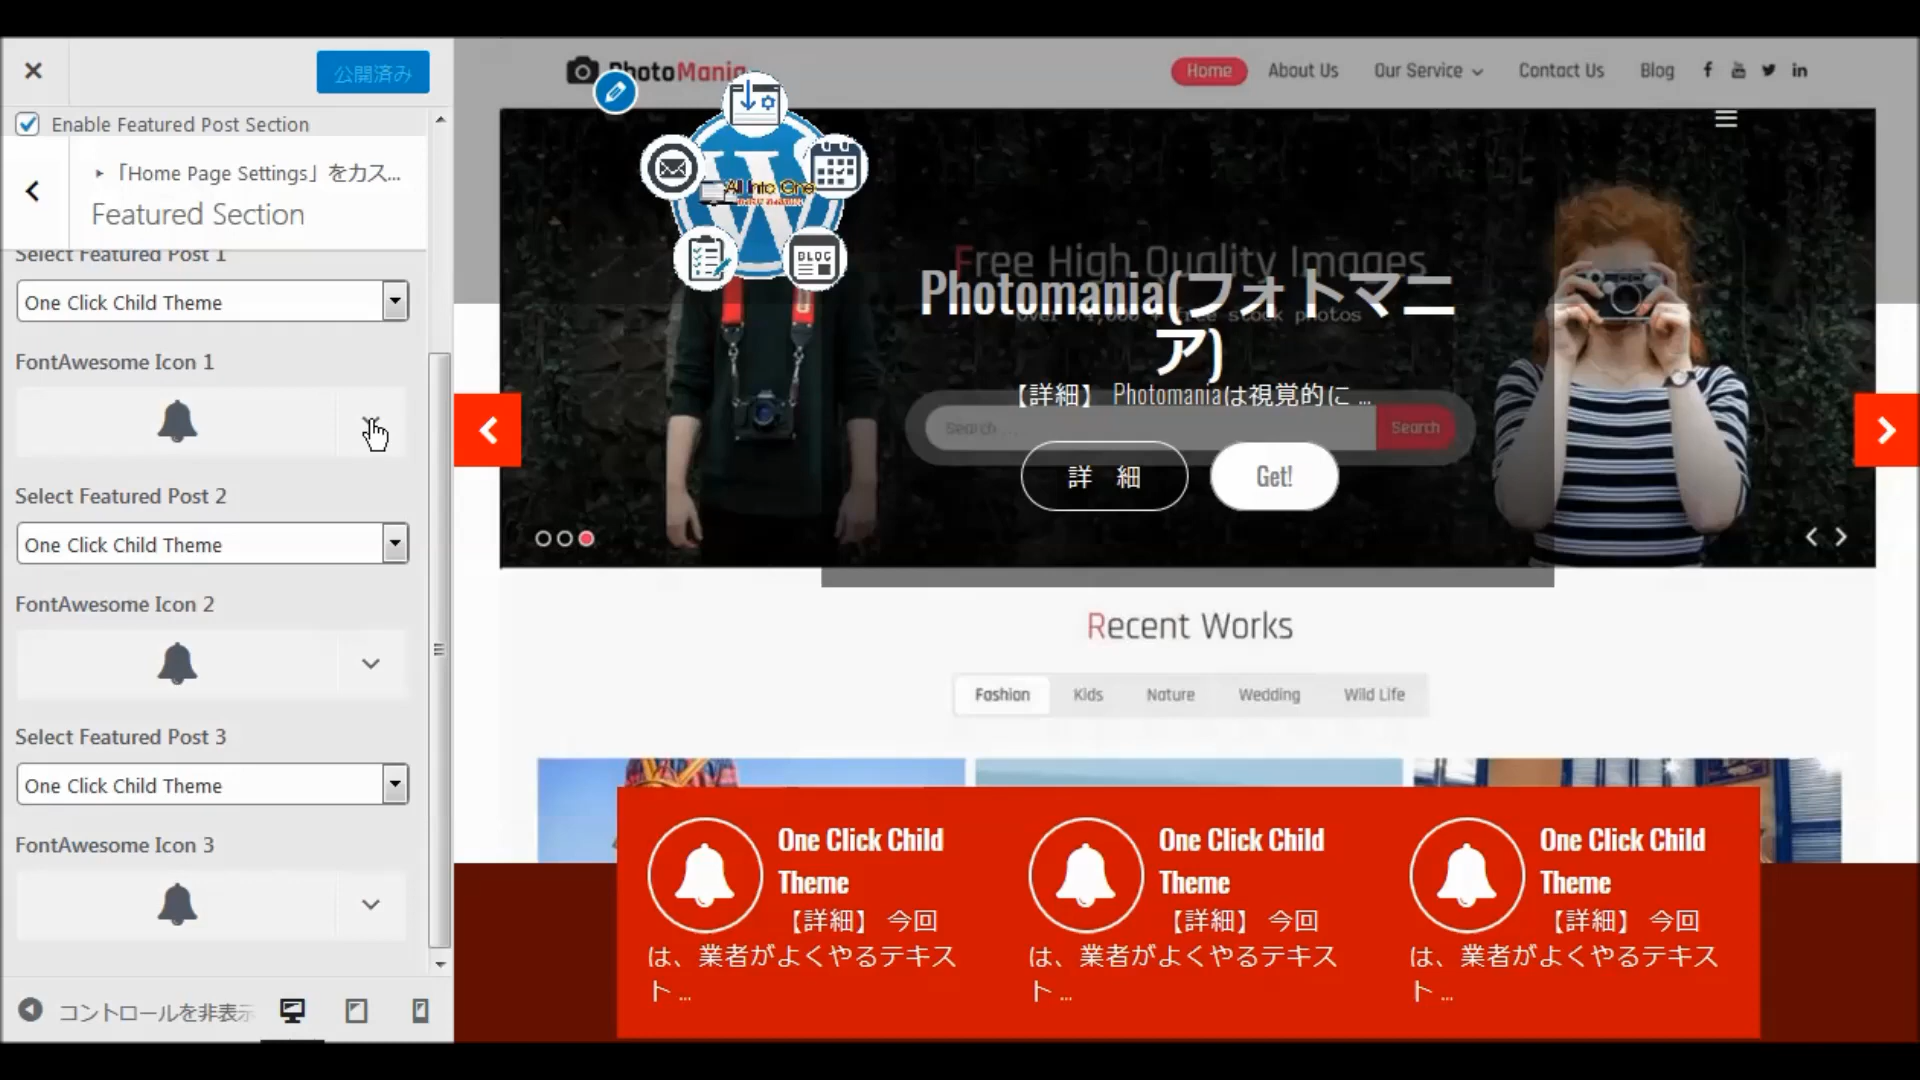 公開済み
Enable Featured Post Section
「Home Page Settings」をカス...
Featured Section
Select Featured Post 1
One Click Child Theme
FontAwesome Icon 1
Select Featured Post 2
One Click Child Theme
FontAwesome Icon 2
Select Featured Post 3
One Click Child Theme
FontAwesome Icon 3
コントロールを非表示
PhotoMania
Home
About Us
Our Service
Contact Us
Blog
All Into One
BLOG
Free High Quality Images
Photomania(フォトマニ
ア)
free stock photos
【詳細】 Photomaniaは視覚的に ...
Search ...
Search
詳 細
Get!
Recent Works
Fashion
Kids
Nature
Wedding
Wild Life
One Click Child
Theme
【詳細】 今回
は、業者がよくやるテキス
ト ...
One Click Child
Theme
【詳細】 今回
は、業者がよくやるテキス
ト ...
One Click Child
Theme
【詳細】 今回
は、業者がよくやるテキス
ト ...